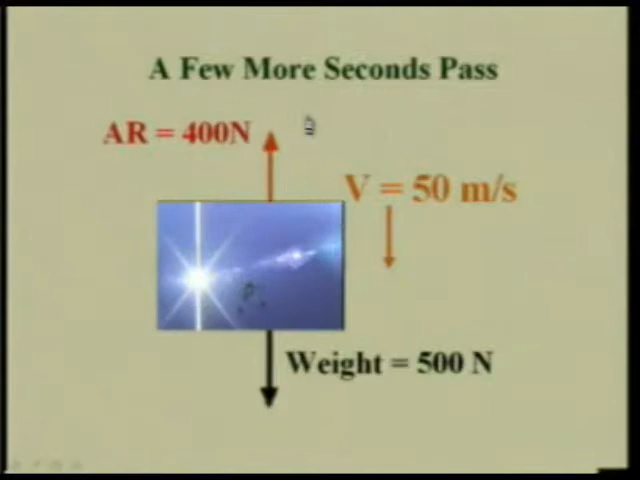 A Few More Seconds Pass
AR = 400N
V = 50 m/s
Weight = 500 N